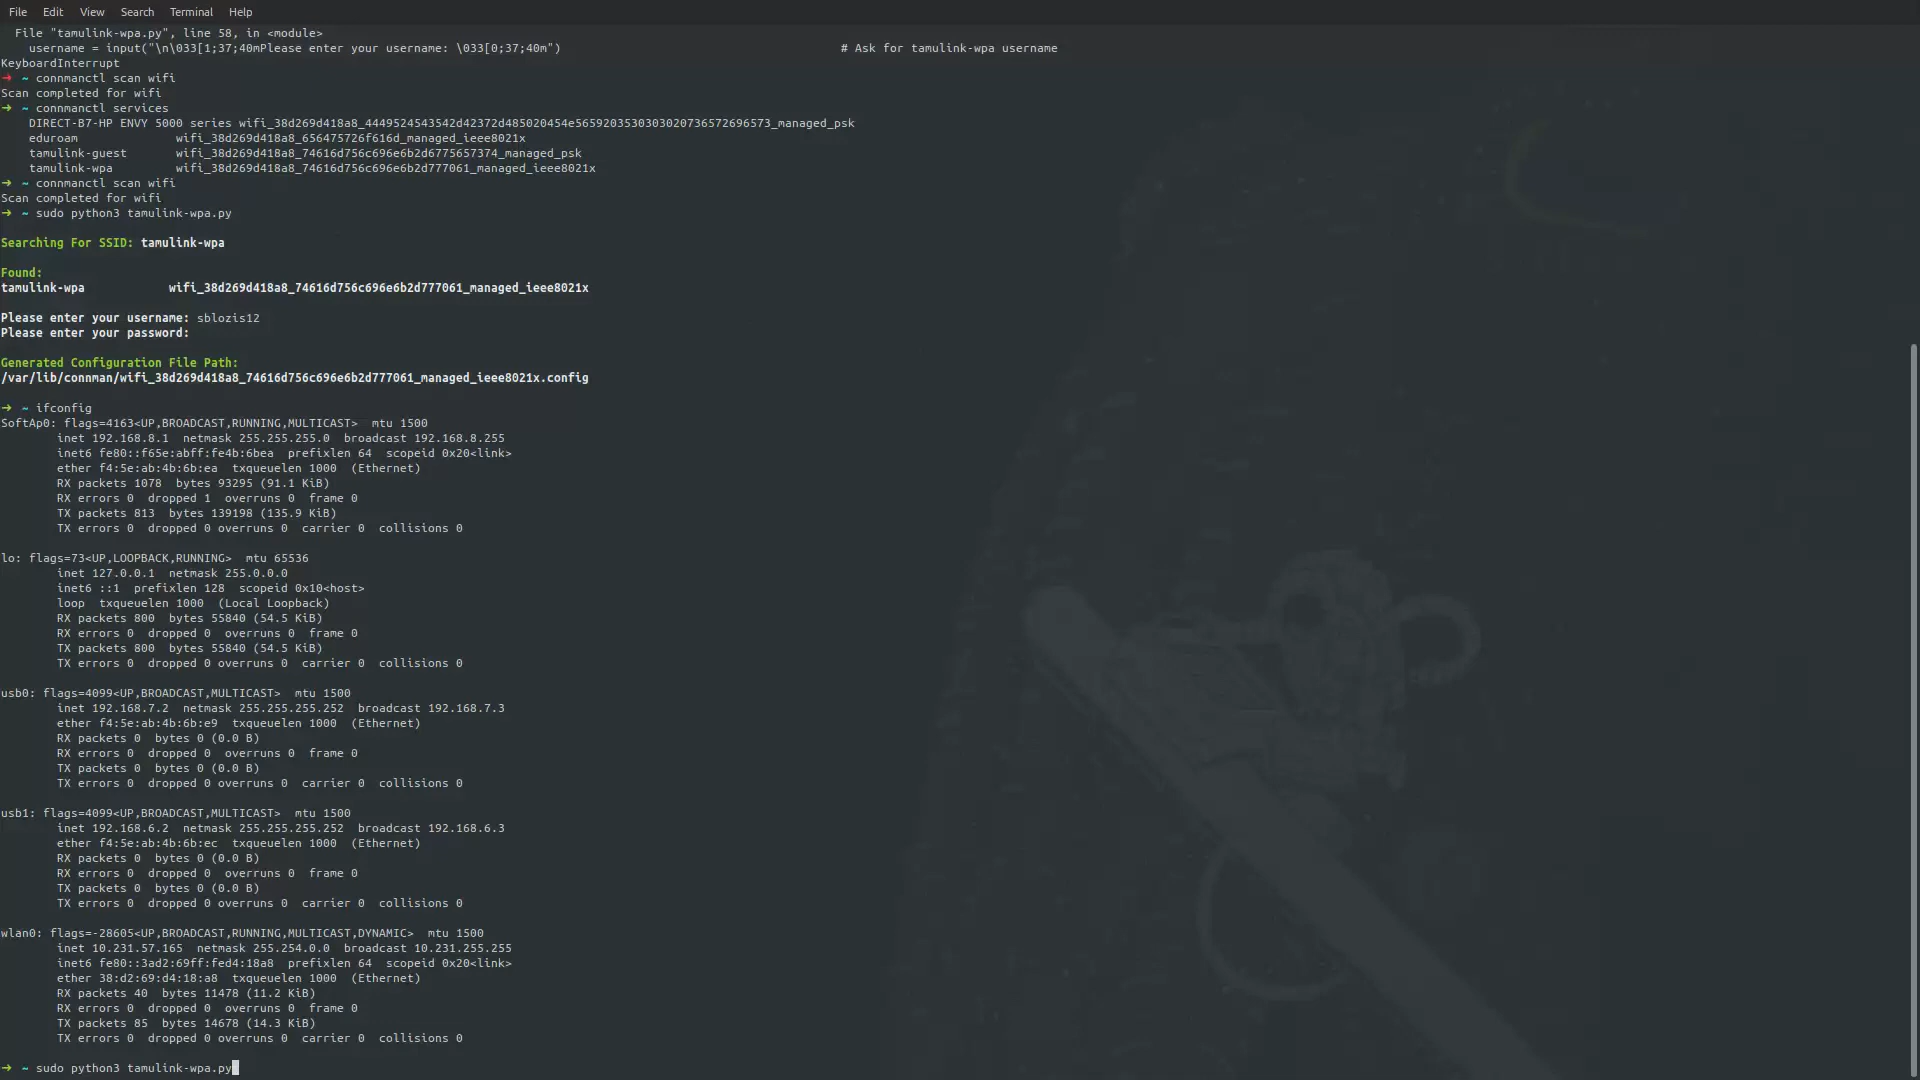 File Edit View Search Terminal Help
File "tamulink-wpa.py", line 58, in <module>
username = input("\n\033[1;37;40mPlease enter your username: \033[0;37;40m") # Ask for tamulink-wpa username
KeyboardInterrupt
➜ ~ connmanctl scan wifi
Scan completed for wifi
➜ ~ connmanctl services
DIRECT-B7-HP ENVY 5000 series wifi_38d269d418a8_4449524543542d42372d485020454e5659203530303020736572696573_managed_psk
eduroam wifi_38d269d418a8_656475726f616d_managed_ieee8021x
tamulink-guest wifi_38d269d418a8_74616d756c696e6b2d6775657374_managed_psk
tamulink-wpa wifi_38d269d418a8_74616d756c696e6b2d777061_managed_ieee8021x
➜ ~ connmanctl scan wifi
Scan completed for wifi
➜ ~ sudo python3 tamulink-wpa.py
Searching For SSID: tamulink-wpa
Found:
tamulink-wpa wifi_38d269d418a8_74616d756c696e6b2d777061_managed_ieee8021x
Please enter your username: sblozis12
Please enter your password:
Generated Configuration File Path:
/var/lib/connman/wifi_38d269d418a8_74616d756c696e6b2d777061_managed_ieee8021x.config
➜ ~ ifconfig
SoftAp0: flags=4163<UP,BROADCAST,RUNNING,MULTICAST> mtu 1500
inet 192.168.8.1 netmask 255.255.255.0 broadcast 192.168.8.255
inet6 fe80::f65e:abff:fe4b:6bea prefixlen 64 scopeid 0x20<link>
ether f4:5e:ab:4b:6b:ea txqueuelen 1000 (Ethernet)
RX packets 1078 bytes 93295 (91.1 KiB)
RX errors 0 dropped 1 overruns 0 frame 0
TX packets 813 bytes 139198 (135.9 KiB)
TX errors 0 dropped 0 overruns 0 carrier 0 collisions 0
lo: flags=73<UP,LOOPBACK,RUNNING> mtu 65536
inet 127.0.0.1 netmask 255.0.0.0
inet6 ::1 prefixlen 128 scopeid 0x10<host>
loop txqueuelen 1000 (Local Loopback)
RX packets 800 bytes 55840 (54.5 KiB)
RX errors 0 dropped 0 overruns 0 frame 0
TX packets 800 bytes 55840 (54.5 KiB)
TX errors 0 dropped 0 overruns 0 carrier 0 collisions 0
usb0: flags=4099<UP,BROADCAST,MULTICAST> mtu 1500
inet 192.168.7.2 netmask 255.255.255.252 broadcast 192.168.7.3
ether f4:5e:ab:4b:6b:e9 txqueuelen 1000 (Ethernet)
RX packets 0 bytes 0 (0.0 B)
RX errors 0 dropped 0 overruns 0 frame 0
TX packets 0 bytes 0 (0.0 B)
TX errors 0 dropped 0 overruns 0 carrier 0 collisions 0
usb1: flags=4099<UP,BROADCAST,MULTICAST> mtu 1500
inet 192.168.6.2 netmask 255.255.255.252 broadcast 192.168.6.3
ether f4:5e:ab:4b:6b:ec txqueuelen 1000 (Ethernet)
RX packets 0 bytes 0 (0.0 B)
RX errors 0 dropped 0 overruns 0 frame 0
TX packets 0 bytes 0 (0.0 B)
TX errors 0 dropped 0 overruns 0 carrier 0 collisions 0
wlan0: flags=-28605<UP,BROADCAST,RUNNING,MULTICAST,DYNAMIC> mtu 1500
inet 10.231.57.165 netmask 255.254.0.0 broadcast 10.231.255.255
inet6 fe80::3ad2:69ff:fed4:18a8 prefixlen 64 scopeid 0x20<link>
ether 38:d2:69:d4:18:a8 txqueuelen 1000 (Ethernet)
RX packets 40 bytes 11478 (11.2 KiB)
RX errors 0 dropped 0 overruns 0 frame 0
TX packets 85 bytes 14678 (14.3 KiB)
TX errors 0 dropped 0 overruns 0 carrier 0 collisions 0
➜ ~ sudo python3 tamulink-wpa.py